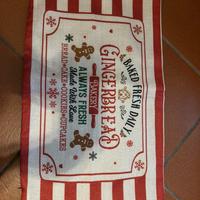 BAKED FRESH DAILY
GINGERBREAD
BAKERY
ALWAYS FRESH
Made With Love
BREAD•CAKE•COOKIES•CUPCAKES